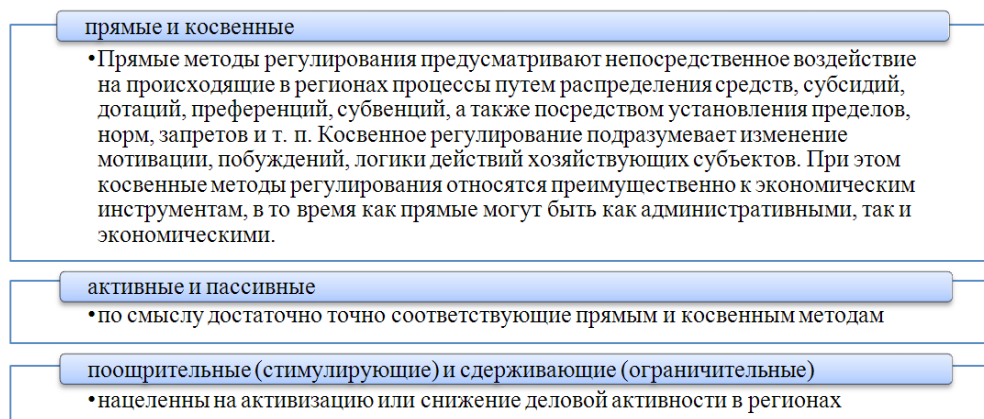 прямые и косвенные
•Прямые методы регулирования предусматривают непосредственное воздействие
на происходящие в регионах процессы путем распределения средств, субсидий,
дотаций, преференций, субвенций, а также посредством установления пределов,
норм, запретов и т. п. Косвенное регулирование подразумевает изменение
мотивации, побуждений, логики действий хозяйствующих субъектов. При этом
косвенные методы регулирования относятся преимущественно к экономическим
инструментам, в то время как прямые могут быть как административными, так и
экономическими.
активные и пассивные
•по смыслу достаточно точно соответствующие прямым и косвенным методам
поощрительные (стимулирующие) и сдерживающие (ограничительные)
•нацеленны на активизацию или снижение деловой активности в регионах